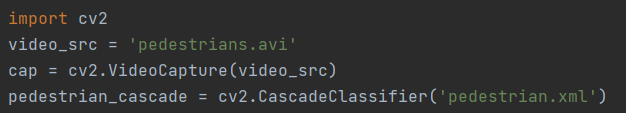 import cv2
video_src = 'pedestrians.avi'
cap = cv2.VideoCapture(video_src)
pedestrian_cascade = cv2.CascadeClassifier('pedestrian.xml')